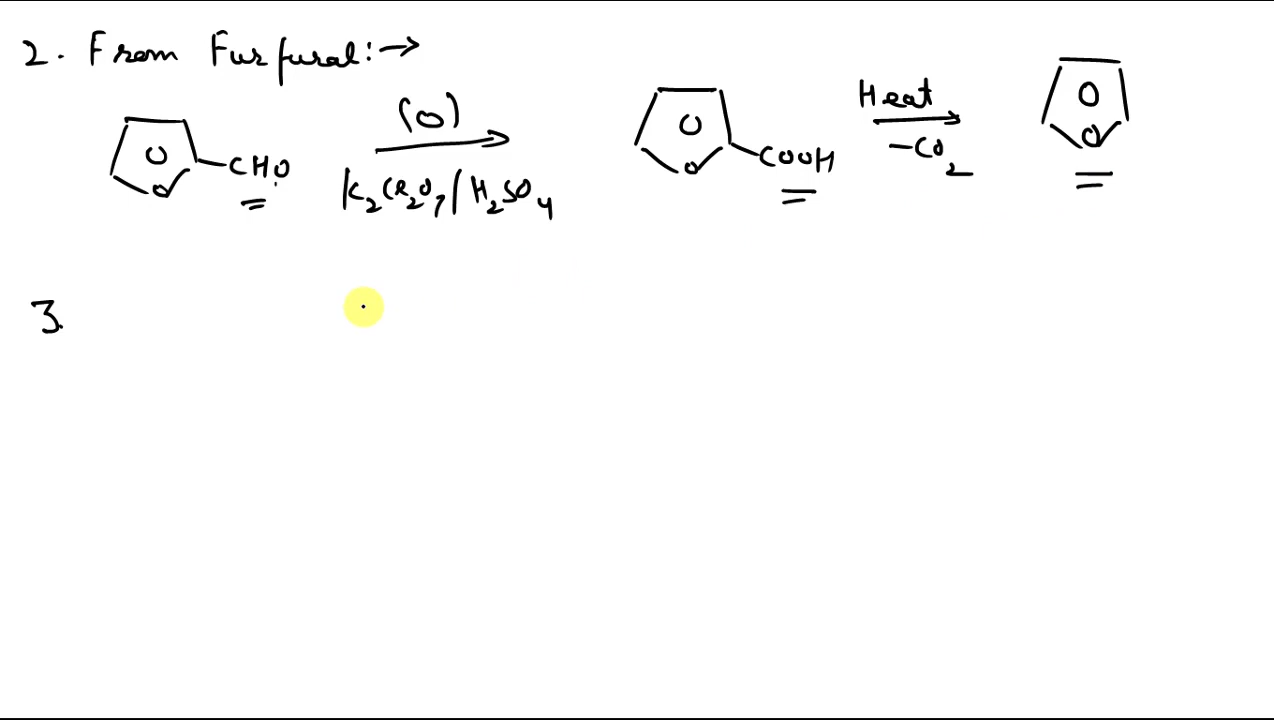 2. From Furfural:→
O O CHO (O) K2Cr2O7/H2SO4 O O COOH Heat -CO2 O O
3.